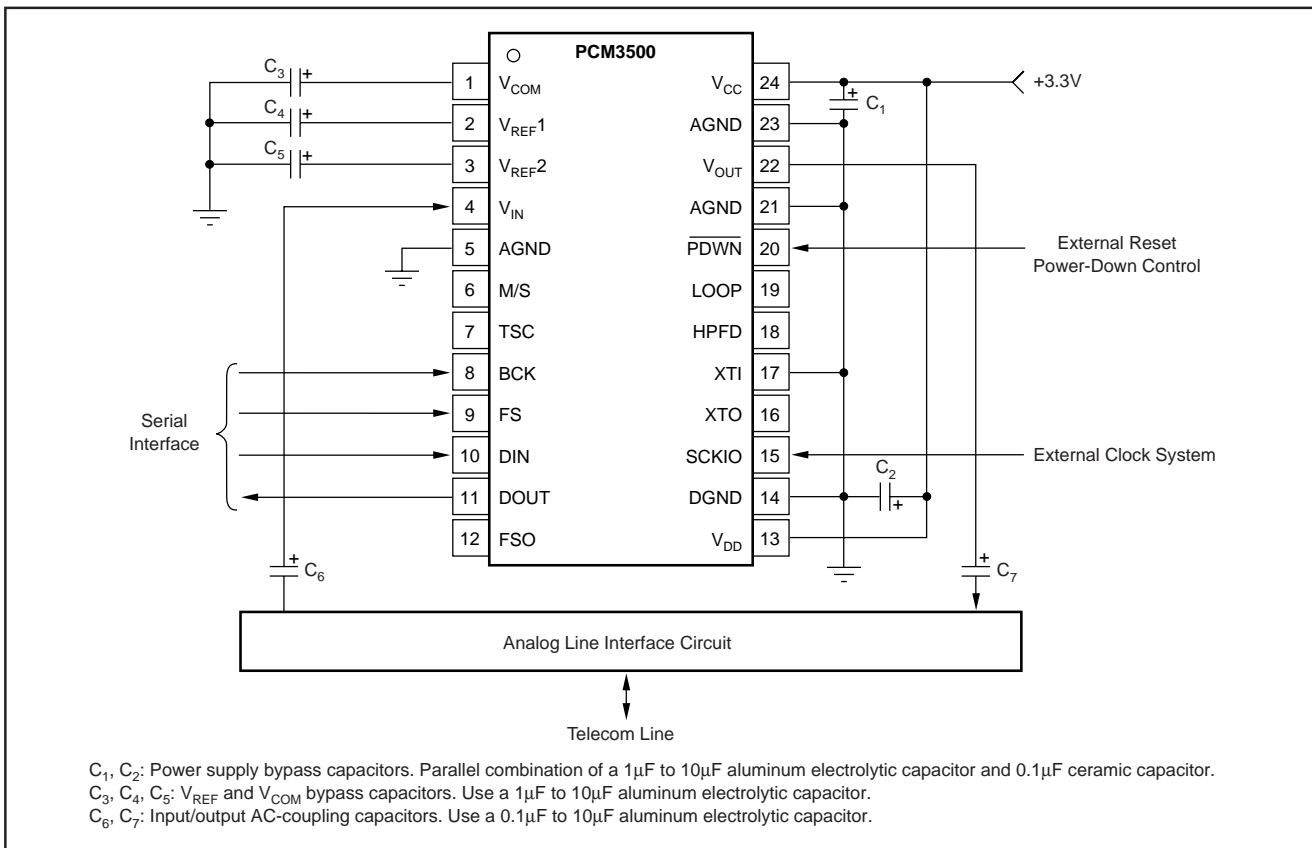 PCM3500
C3 +
C4 +
C5 +
1 VCOM
2 VREF1
3 VREF2
4 VIN
5 AGND
6 M/S
7 TSC
8 BCK
9 FS
10 DIN
11 DOUT
12 FSO
VCC 24
AGND 23
VOUT 22
AGND 21
PDWN 20
LOOP 19
HPFD 18
XTI 17
XTO 16
SCKIO 15
DGND 14
VDD 13
+3.3V
+ C1
External Reset
Power-Down Control
External Clock System
C2 +
Serial
Interface
+ C6
+ C7
Analog Line Interface Circuit
Telecom Line
C1, C2: Power supply bypass capacitors. Parallel combination of a 1μF to 10μF aluminum electrolytic capacitor and 0.1μF ceramic capacitor.
C3, C4, C5: VREF and VCOM bypass capacitors. Use a 1μF to 10μF aluminum electrolytic capacitor.
C6, C7: Input/output AC-coupling capacitors. Use a 0.1μF to 10μF aluminum electrolytic capacitor.